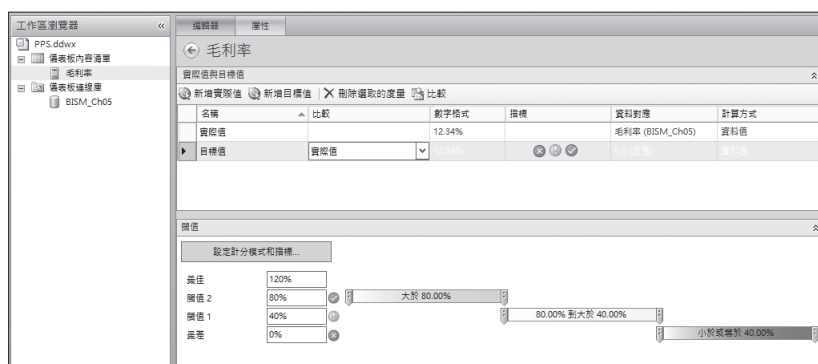 工作區瀏覽器 «
PPS.ddwx
儀表板內容清單
毛利率
儀表板連線庫
BISM_Ch05
編輯器 屬性
毛利率
實際值與目標值
新增實際值 新增目標值 刪除選取的度量 比較
名稱 比較 數字格式 指標 資料對應 計算方式
實際值 12.34% 毛利率 (BISM_Ch05) 資料值
目標值 實際值 12.34% 資料值
閾值
設定計分模式和指標...
最佳 120%
閾值 2 80% 大於 80.00%
閾值 1 40% 80.00% 到大於 40.00%
最差 0% 小於或等於 40.00%